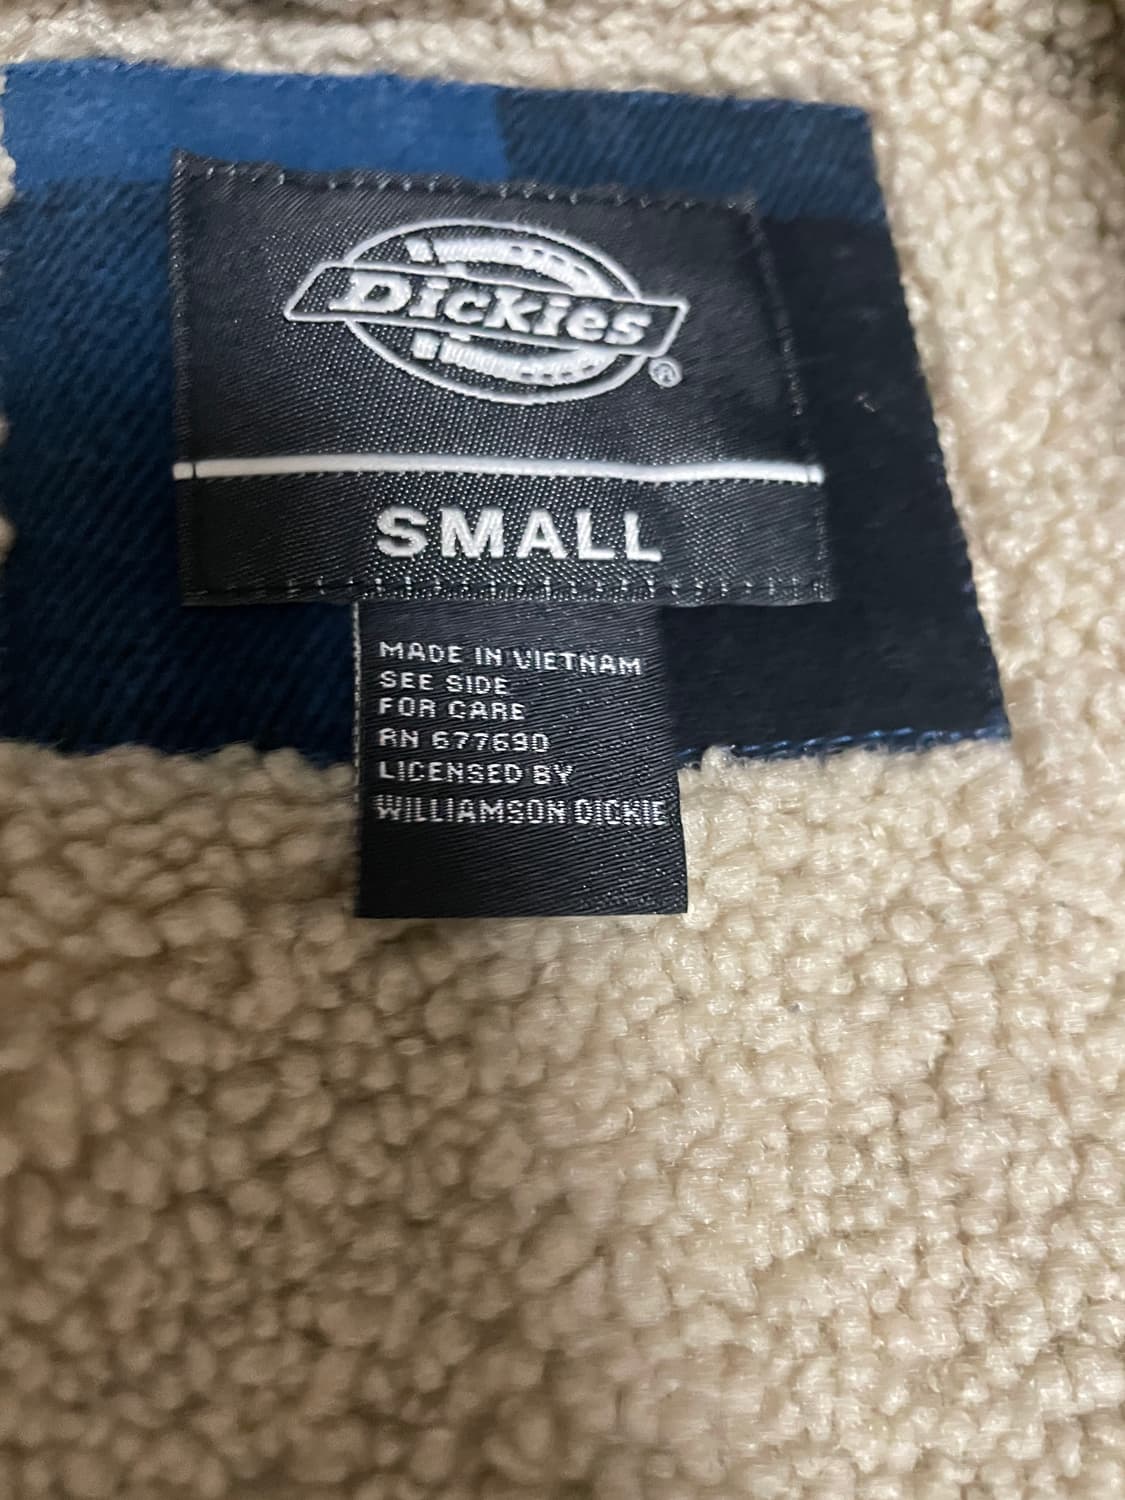 Dickies®
SMALL
MADE IN VIETNAM
SEE SIDE
FOR CARE
RN 677690
LICENSED BY
WILLIAMSON DICKIE